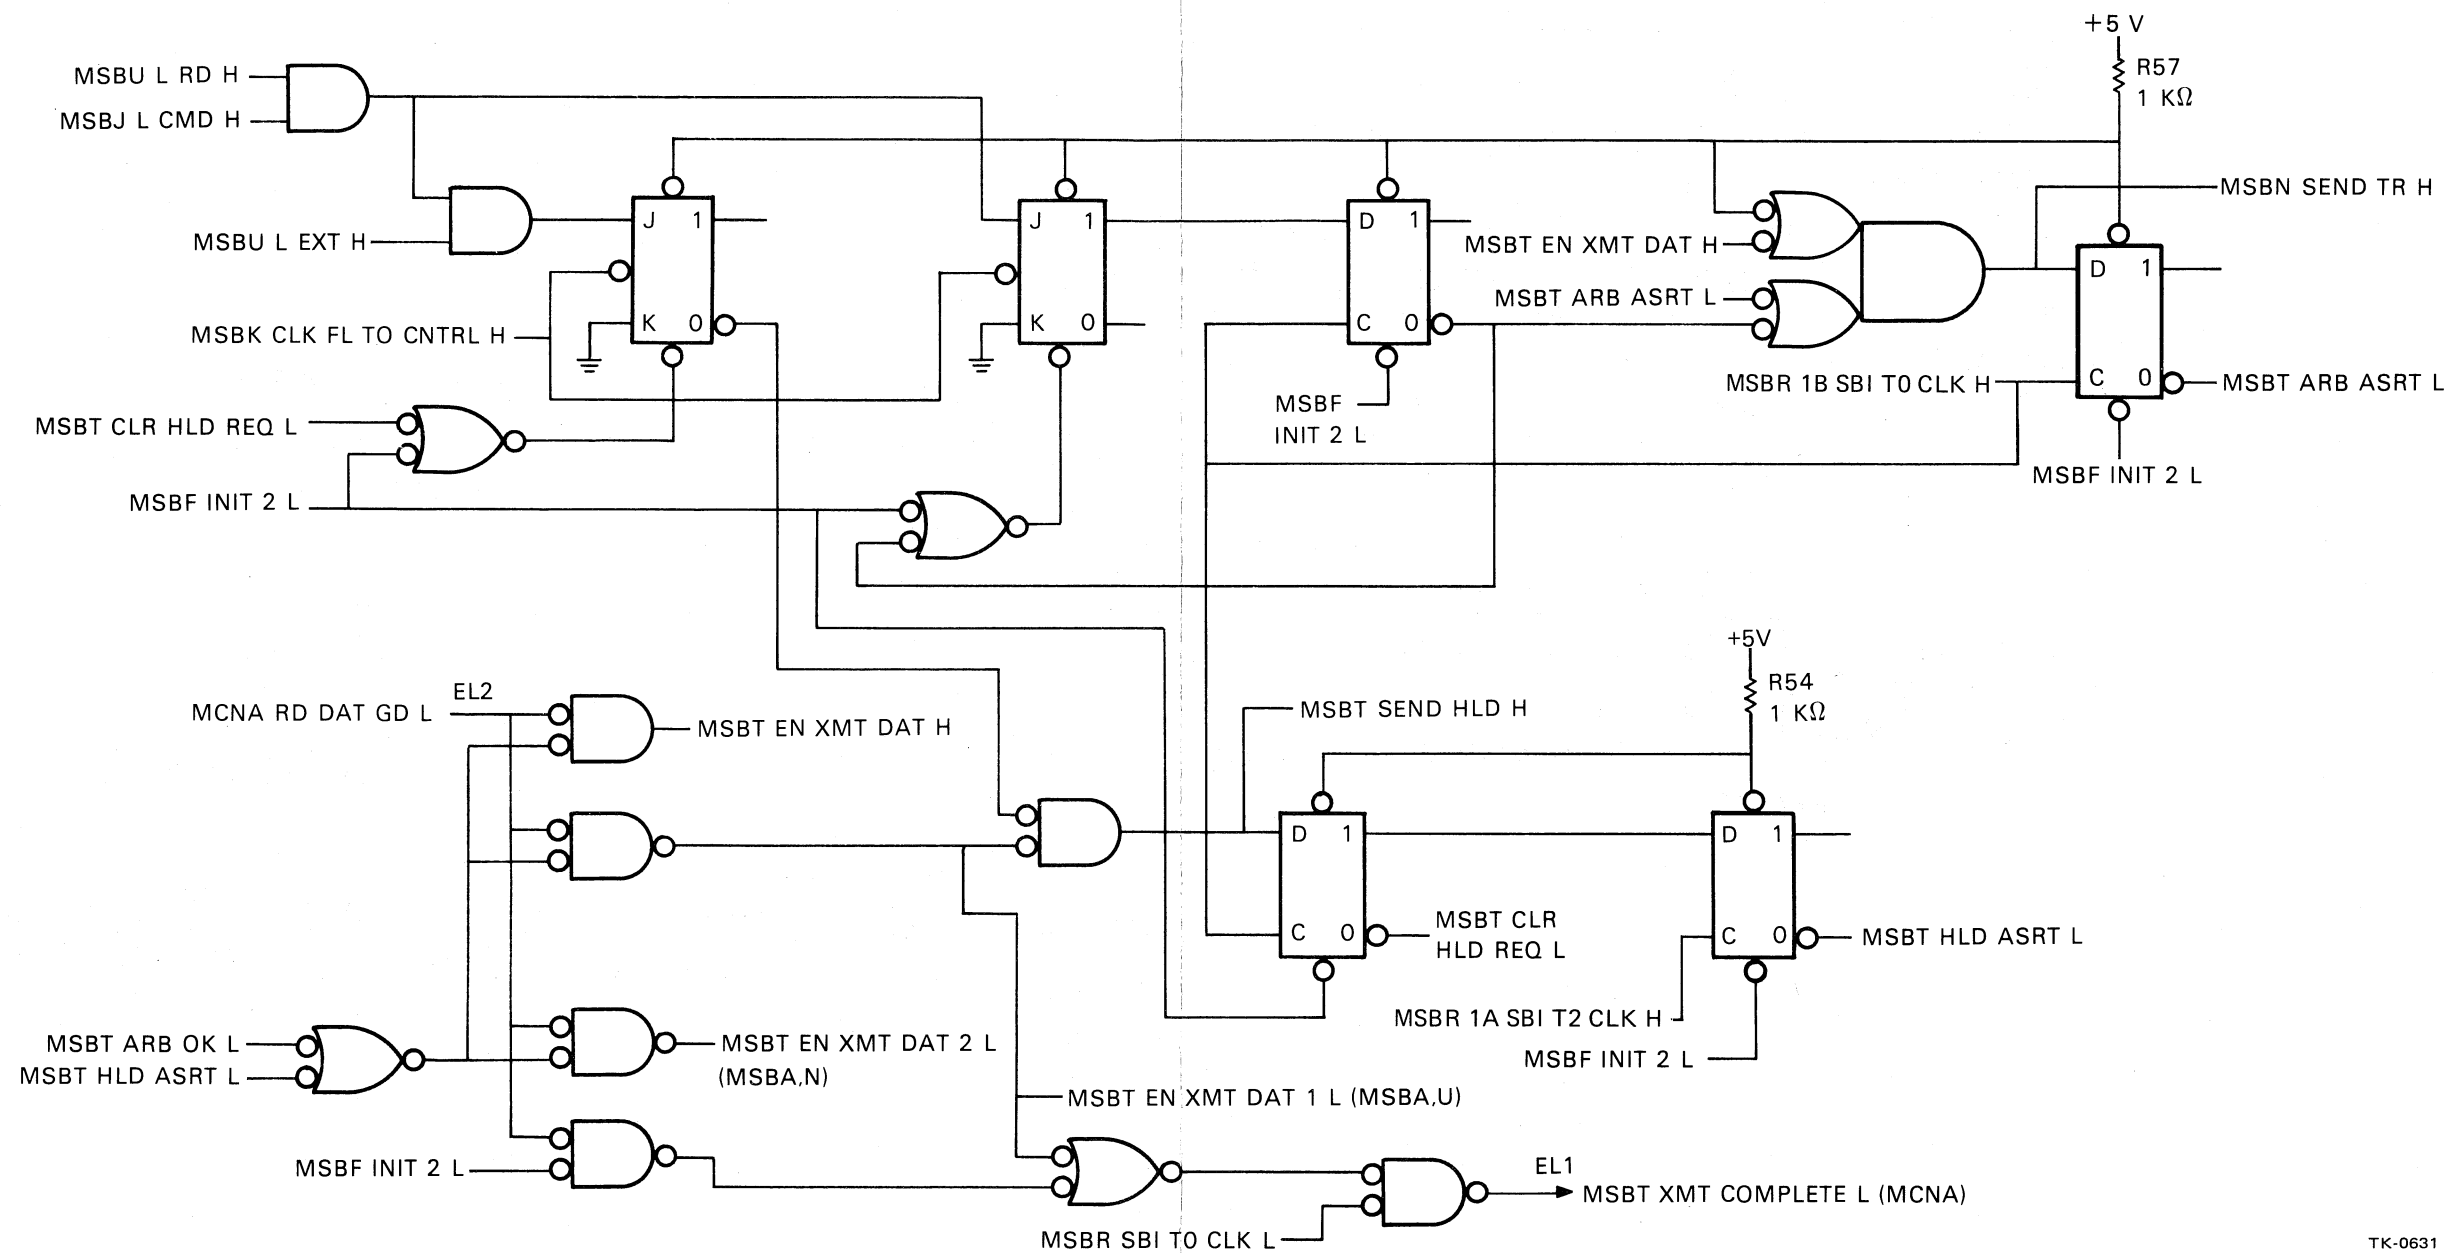 +5 V
R57
1 KΩ
MSBU L RD H
MSBJ L CMD H
MSBN SEND TR H
J 1
J 1
D 1
MSBU L EXT H
MSBT EN XMT DAT H
D 1
MSBT ARB ASRT L
MSBK CLK FL TO CNTRL H
K 0
K 0
C 0
MSBR 1B SBI T0 CLK H
C 0
MSBT ARB ASRT L
MSBF
INIT 2 L
MSBT CLR HLD REQ L
MSBF INIT 2 L
MSBF INIT 2 L
+5V
R54
1 KΩ
EL2
MCNA RD DAT GD L
MSBT EN XMT DAT H
MSBT SEND HLD H
D 1
D 1
MSBT CLR
HLD REQ L
C 0
C 0
MSBT HLD ASRT L
MSBR 1A SBI T2 CLK H
MSBF INIT 2 L
MSBT ARB OK L
MSBT HLD ASRT L
MSBT EN XMT DAT 2 L
(MSBA,N)
MSBT EN XMT DAT 1 L (MSBA,U)
MSBF INIT 2 L
EL1
MSBT XMT COMPLETE L (MCNA)
MSBR SBI T0 CLK L
TK-0631